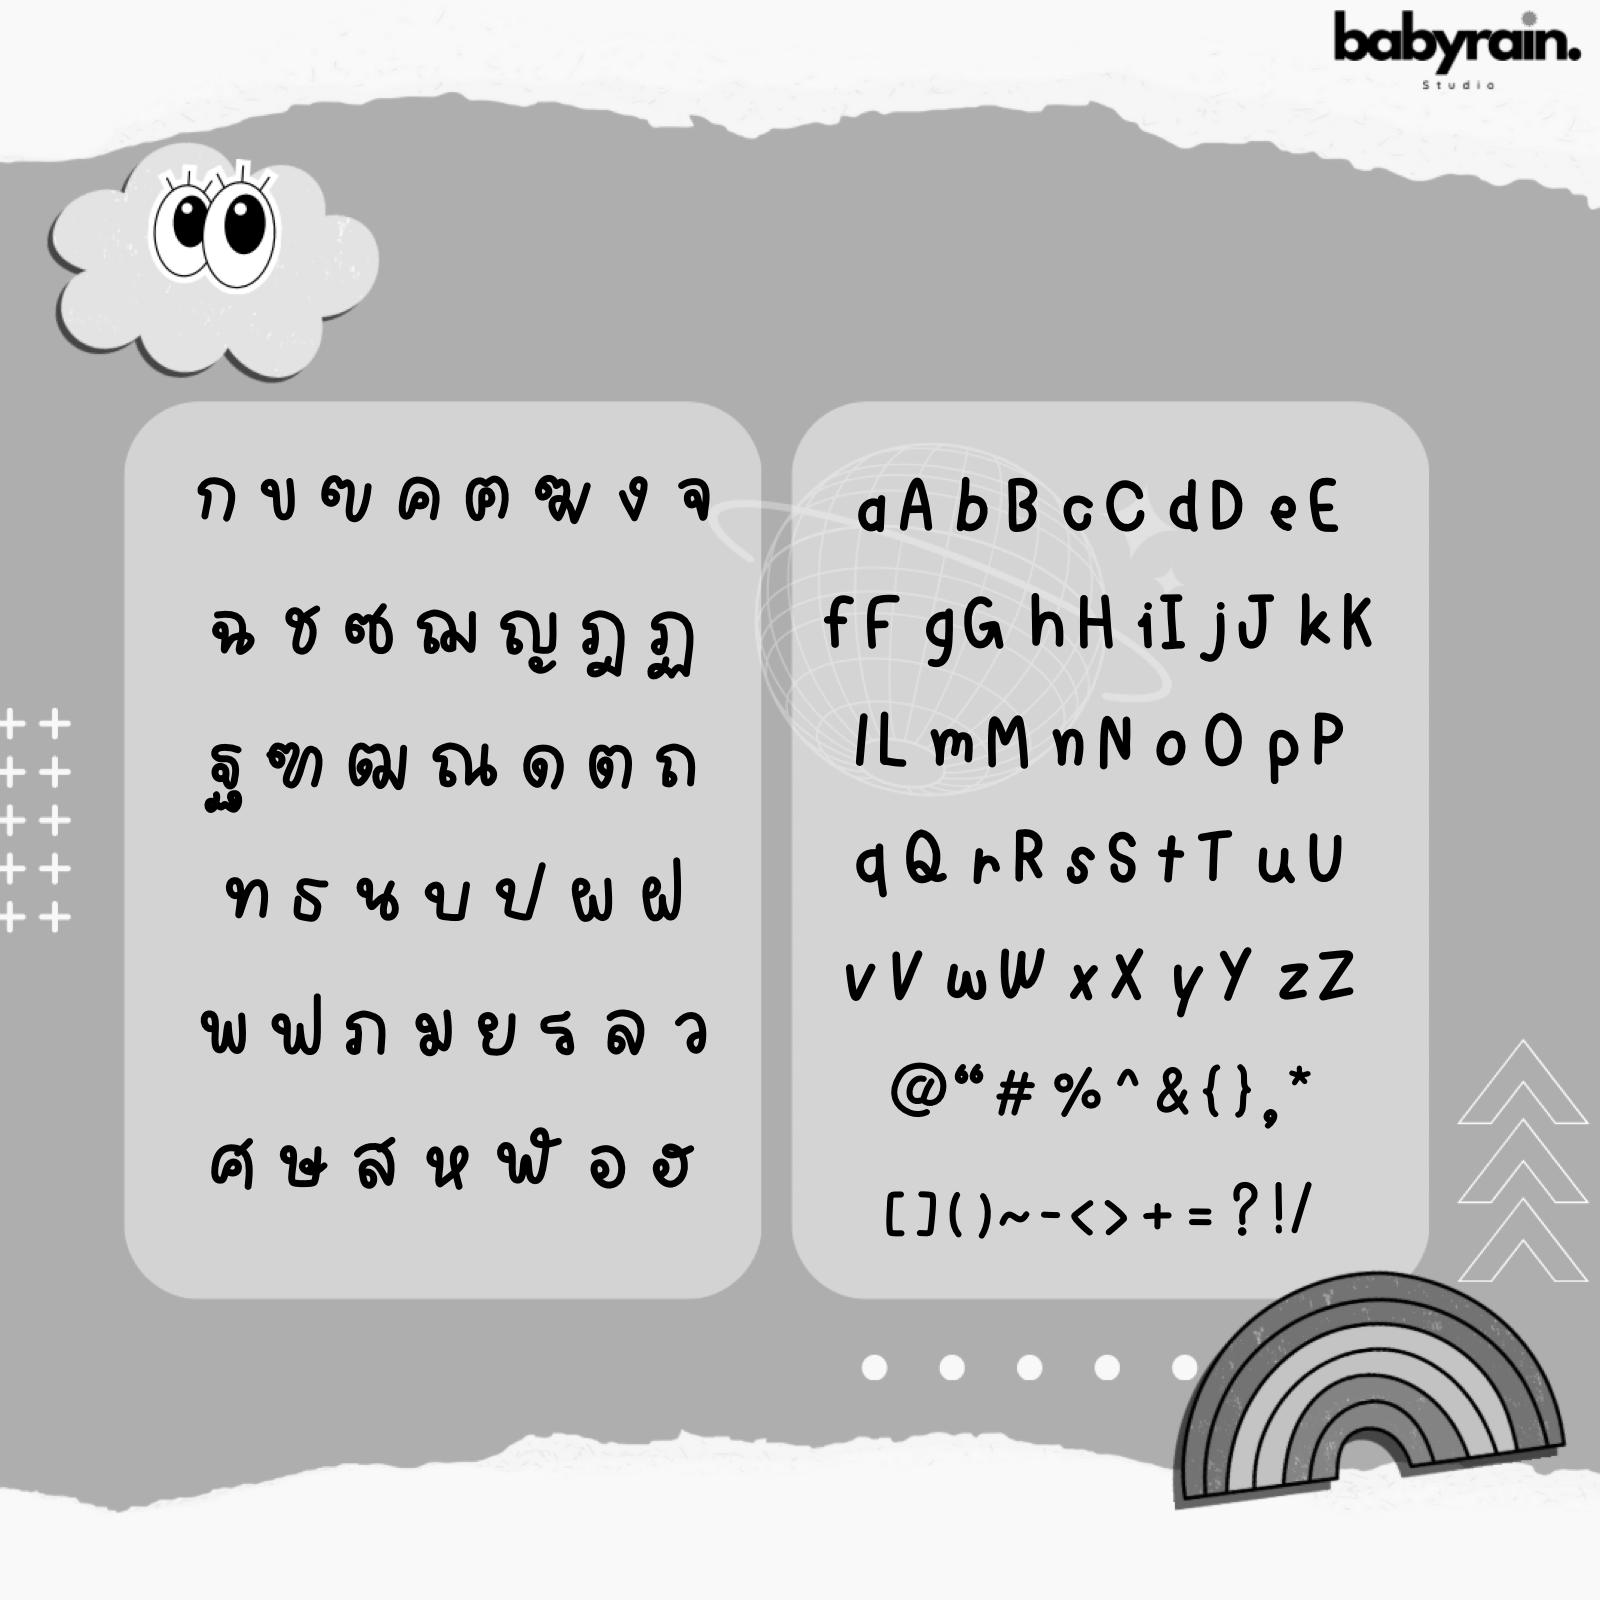 babyrain.
Studio
ก ข ฃ ค ฅ ฆ ง จ
ฉ ช ซ ฌ ญ ฎ ฏ
ฐ ฑ ฒ ณ ด ต ถ
ท ธ น บ ป ผ ฝ
พ ฟ ภ ม ย ร ล ว
ศ ษ ส ห ฬ อ ฮ
aA bB cC dD eE
fF gG hH iI jJ kK
lL mM nN oO pP
qQ rR sS tT uU
vV wW xX yY zZ
@“#%^&{},*
[]()~-<>+=?!/